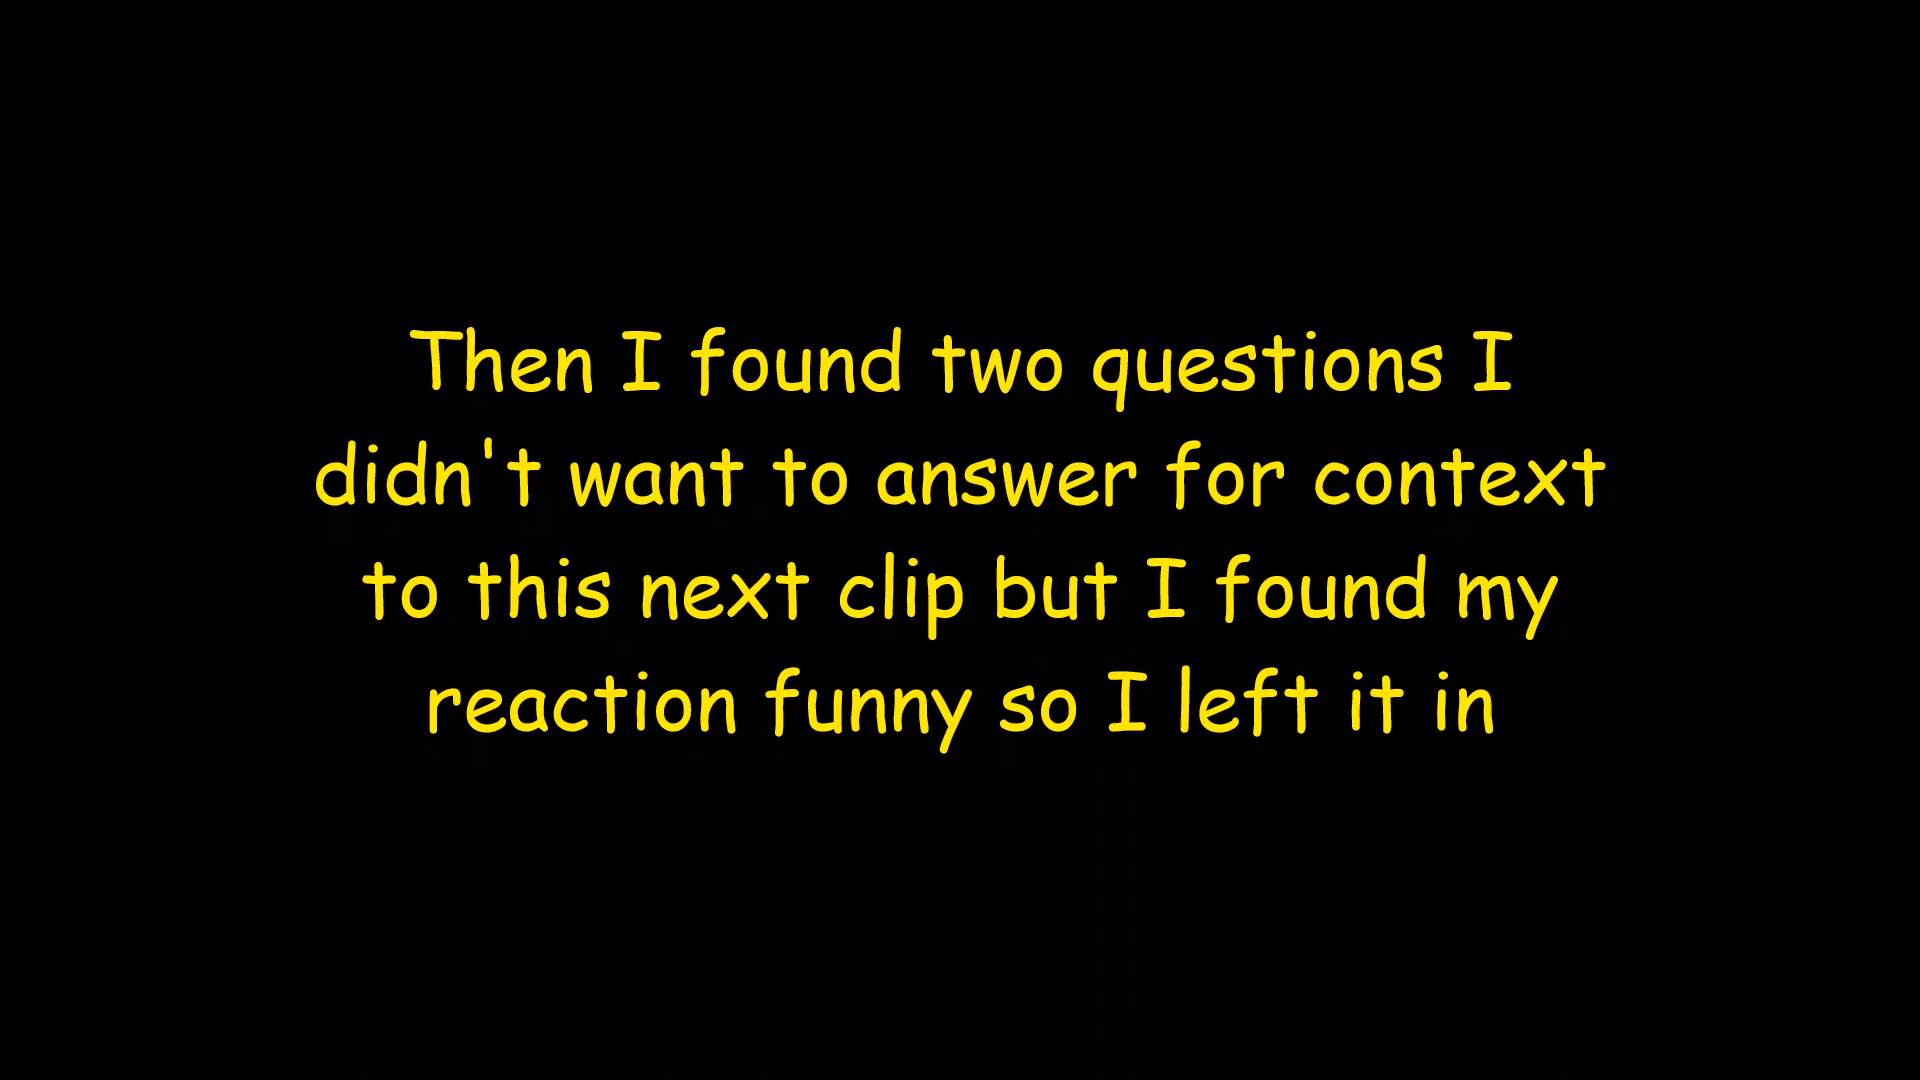 Then I found two questions I
didn't want to answer for context
to this next clip but I found my
reaction funny so I left it in